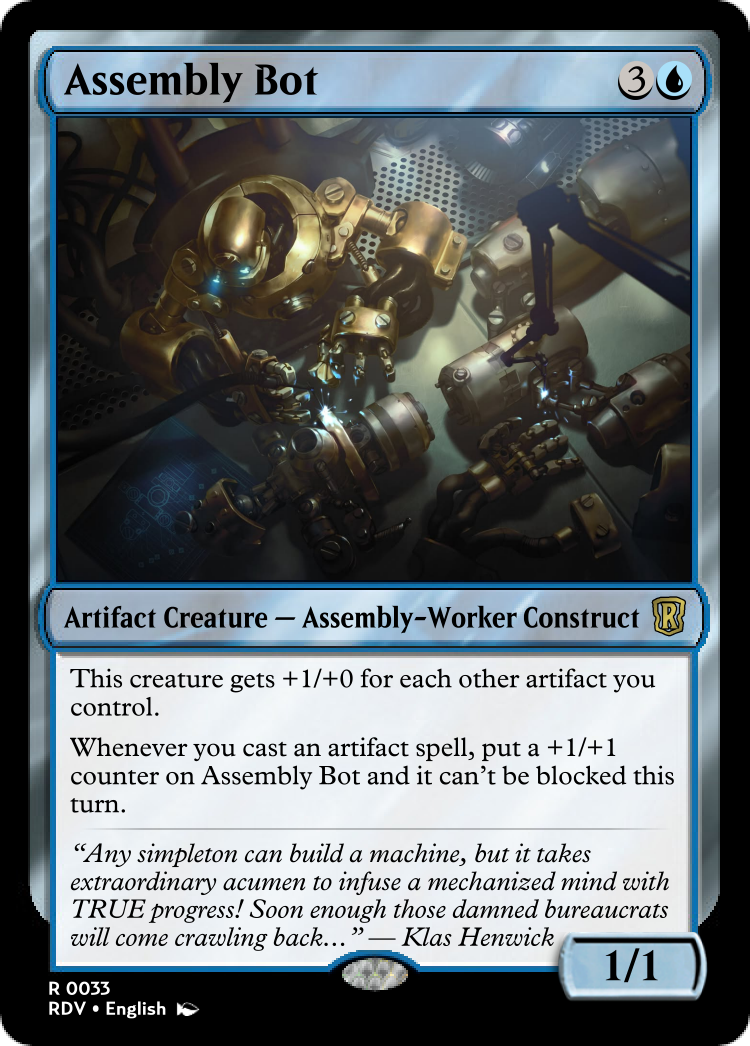 Assembly Bot 3
Artifact Creature — Assembly-Worker Construct R
This creature gets +1/+0 for each other artifact you
control.
Whenever you cast an artifact spell, put a +1/+1
counter on Assembly Bot and it can't be blocked this
turn.
“Any simpleton can build a machine, but it takes
extraordinary acumen to infuse a mechanized mind with
TRUE progress! Soon enough those damned bureaucrats
will come crawling back…” — Klas Henwick
1/1
R 0033
RDV • English